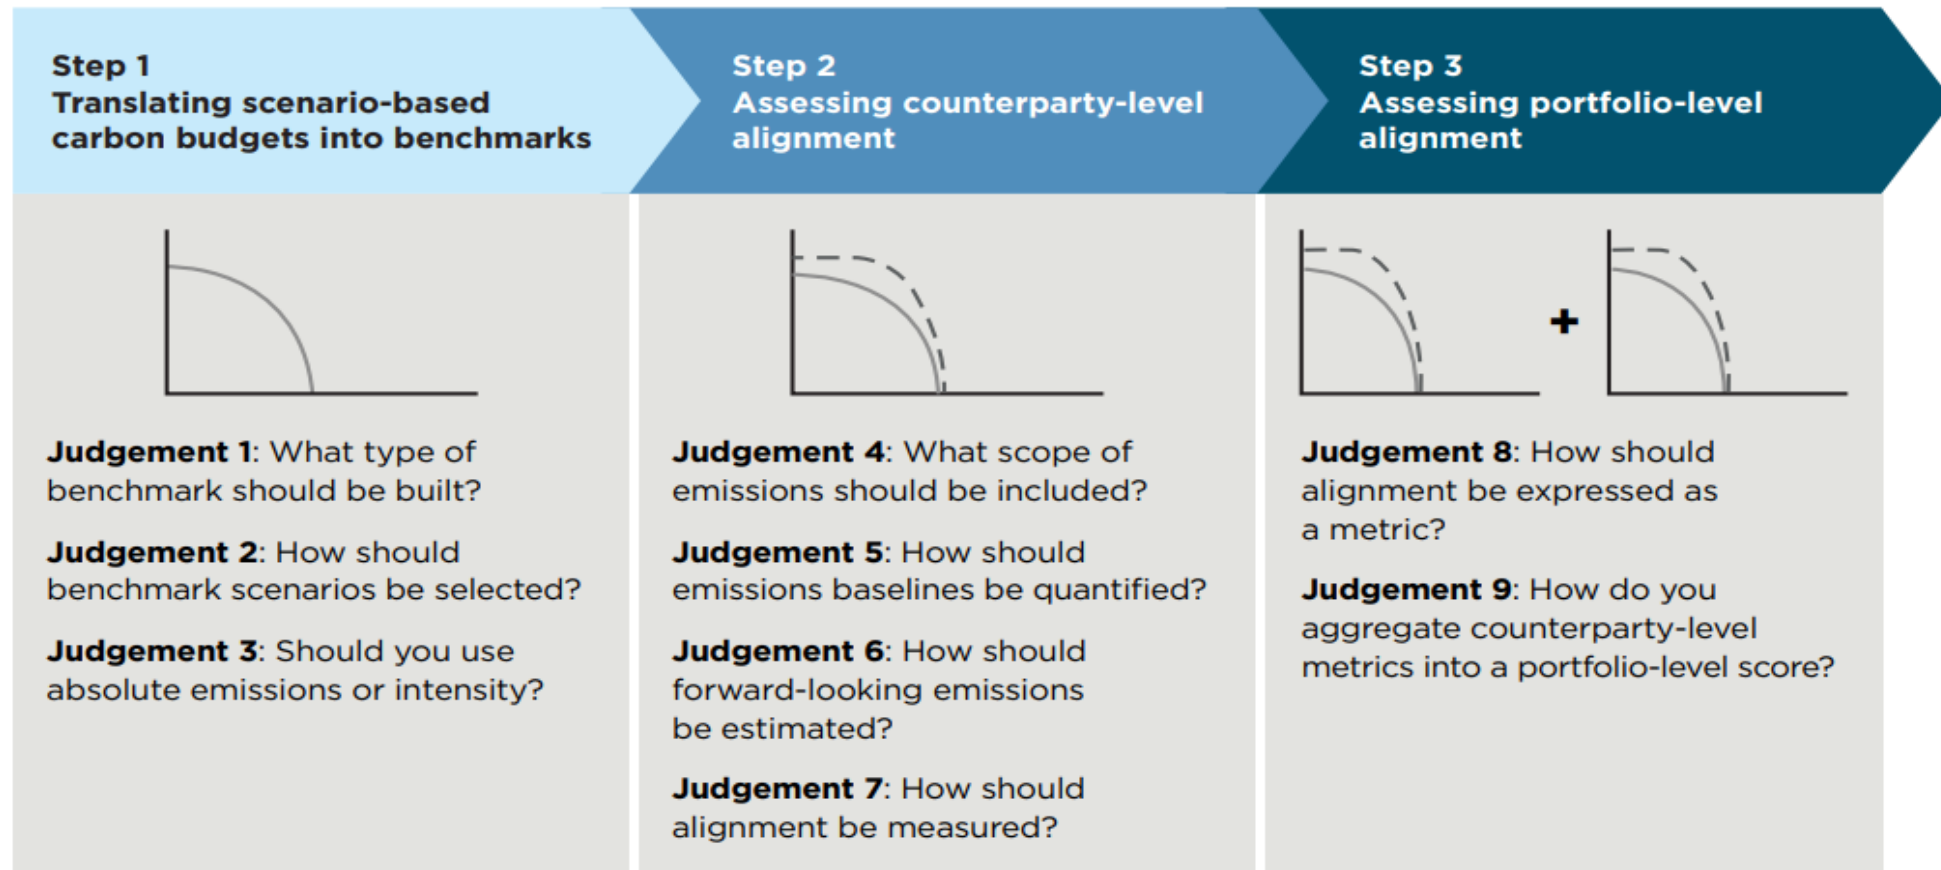 Step 1
Translating scenario-based
carbon budgets into benchmarks
Step 2
Assessing counterparty-level
alignment
Step 3
Assessing portfolio-level
alignment
+
Judgement 1: What type of
benchmark should be built?
Judgement 2: How should
benchmark scenarios be selected?
Judgement 3: Should you use
absolute emissions or intensity?
Judgement 4: What scope of
emissions should be included?
Judgement 5: How should
emissions baselines be quantified?
Judgement 6: How should
forward-looking emissions
be estimated?
Judgement 7: How should
alignment be measured?
Judgement 8: How should
alignment be expressed as
a metric?
Judgement 9: How do you
aggregate counterparty-level
metrics into a portfolio-level score?